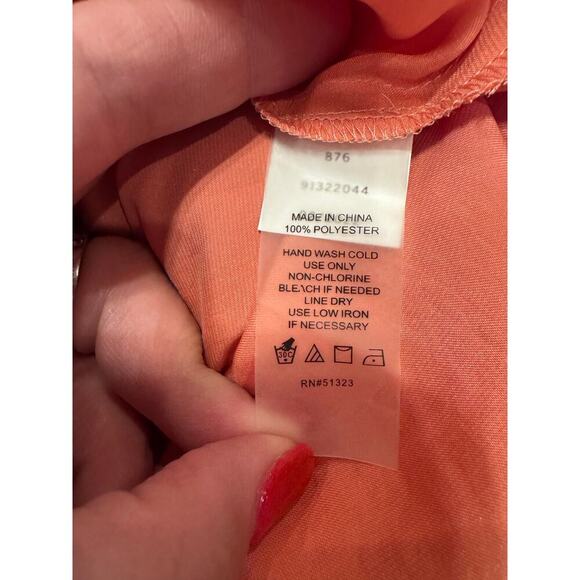 876
91322044
MADE IN CHINA
100% POLYESTER
HAND WASH COLD
USE ONLY
NON-CHLORINE
BLEACH IF NEEDED
LINE DRY
USE LOW IRON
IF NECESSARY
30C
RN#51323